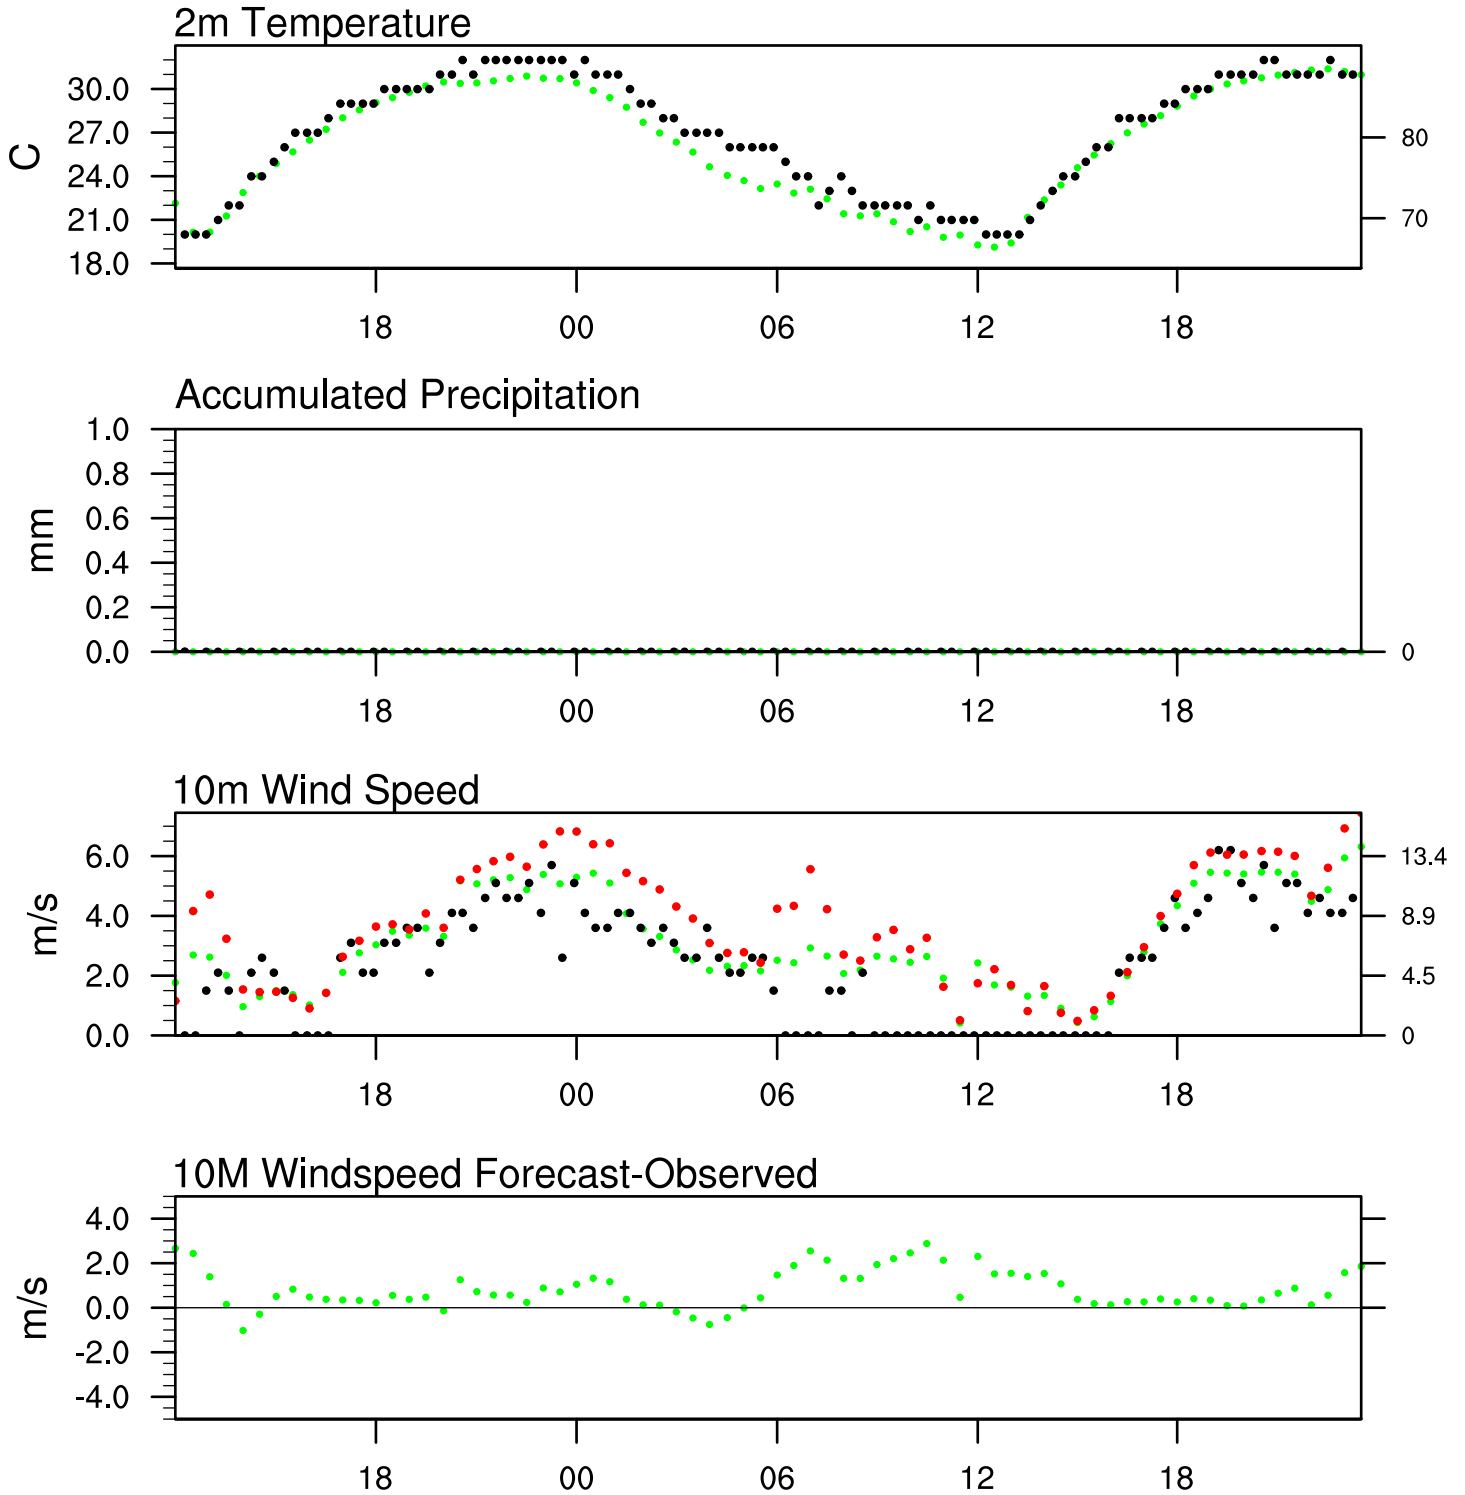 2m Temperature
C
30.0
27.0
24.0
21.0
18.0
80
70
18 00 06 12 18
Accumulated Precipitation
mm
1.0
0.8
0.6
0.4
0.2
0.0
0
18 00 06 12 18
10m Wind Speed
m/s
6.0
4.0
2.0
0.0
13.4
8.9
4.5
0
18 00 06 12 18
10M Windspeed Forecast-Observed
m/s
4.0
2.0
0.0
-2.0
-4.0
18 00 06 12 18